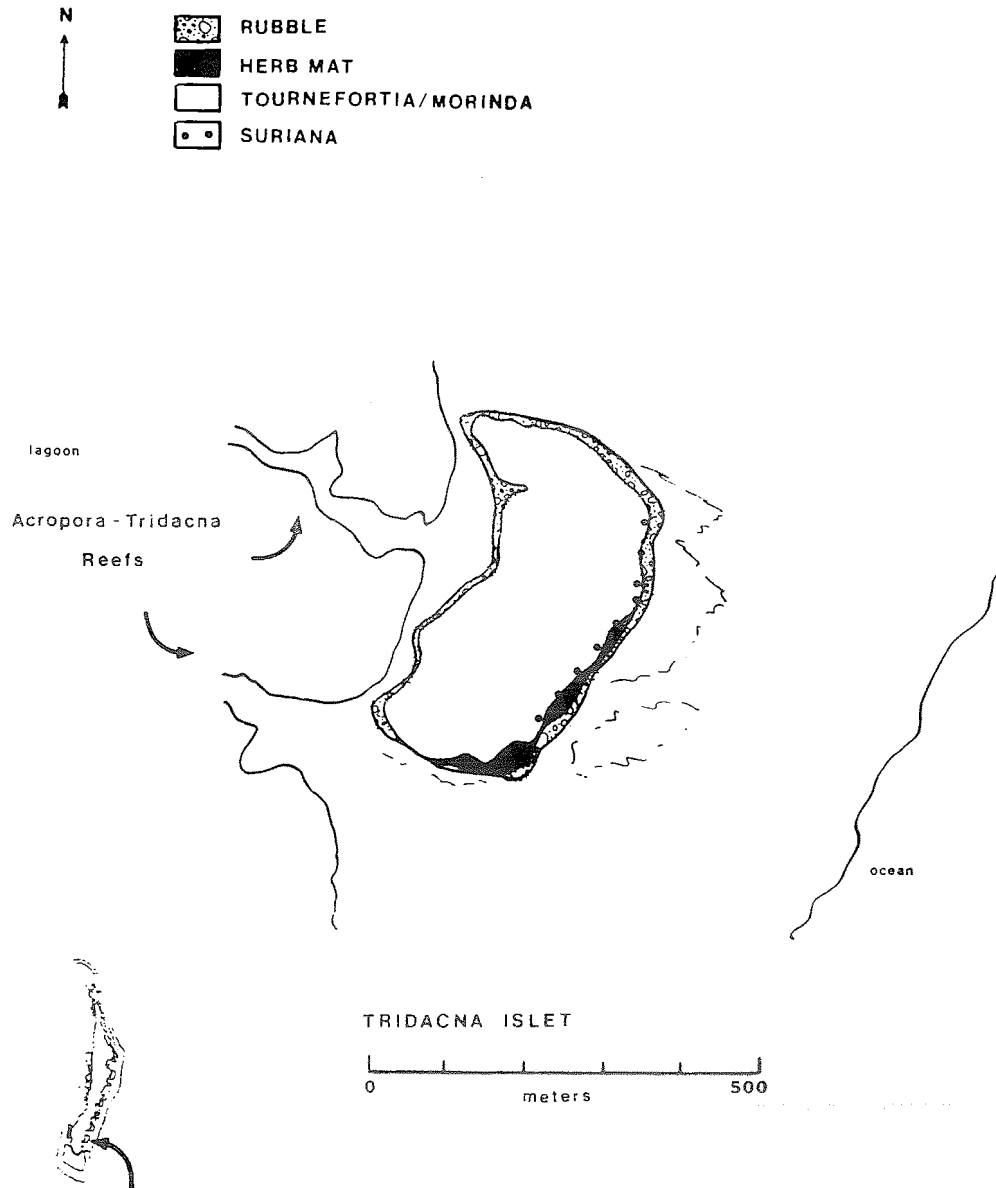 N
RUBBLE
HERB MAT
TOURNEFORTIA/MORINDA
SURIANA
lagoon
Acropora - Tridacna
Reefs
ocean
TRIDACNA ISLET
0 500
meters